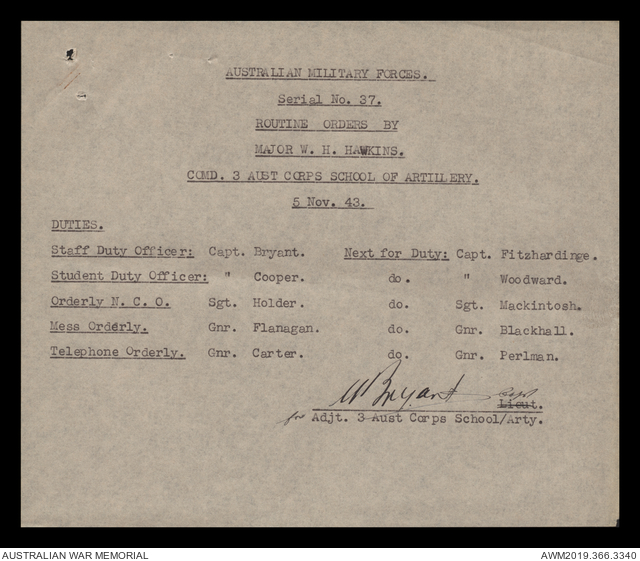 AUSTRALIAN MILITARY FORCES.
Serial No. 37.
ROUTINE ORDERS BY
MAJOR W. H. HAWKINS.
COMD. 3 AUST CORPS SCHOOL OF ARTILLERY.
5 Nov. 43.
DUTIES.
Staff Duty Officer: Capt. Bryant. Next for Duty: Capt. Fitzhardinge.
Student Duty Officer: " Cooper. do. " Woodward.
Orderly N. C. O. Sgt. Holder. do. Sgt. Mackintosh.
Mess Orderly. Gnr. Flanagan. do. Gnr. Blackhall.
Telephone Orderly. Gnr. Carter. do. Gnr. Perlman.
WBryant Capt
Lieut.
for Adjt. 3 Aust Corps School/Arty.
AUSTRALIAN WAR MEMORIAL AWM2019.366.3340